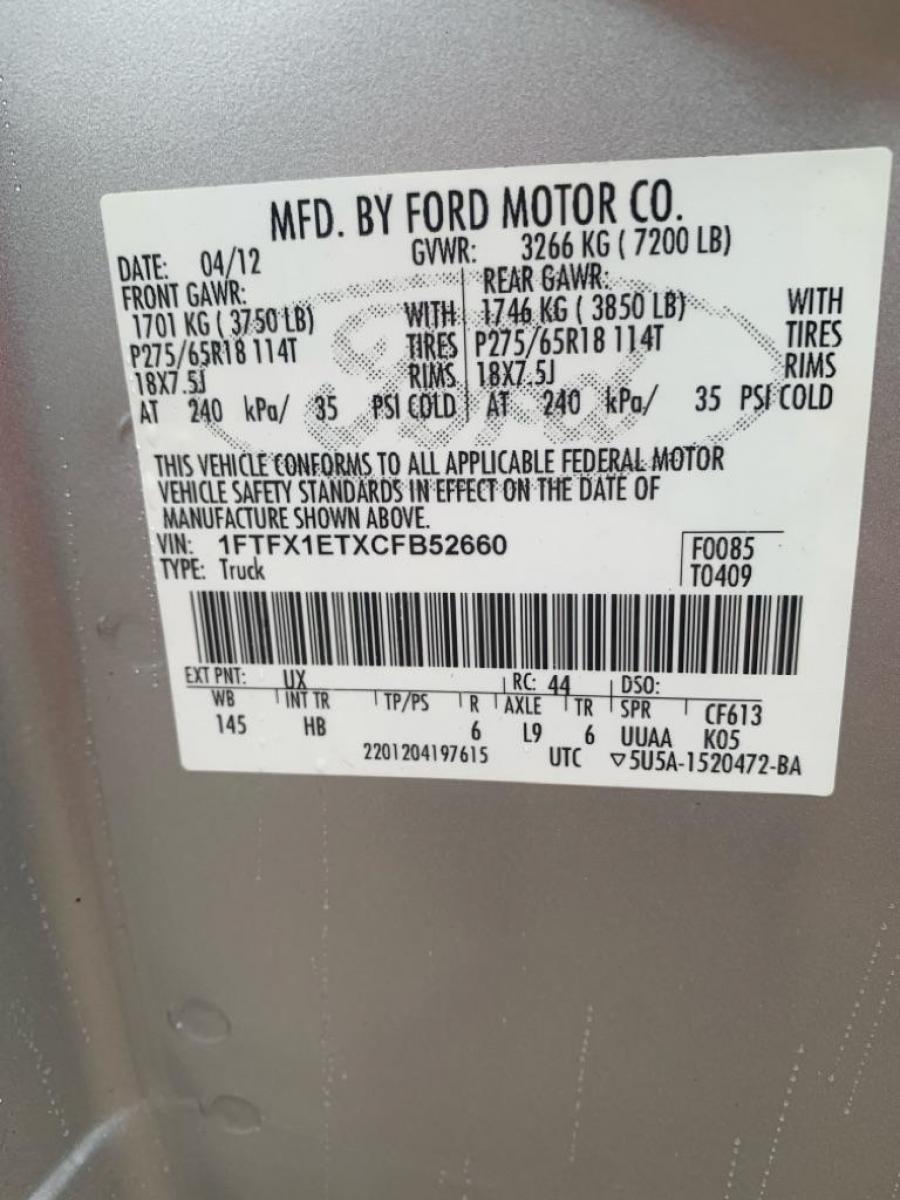 MFD. BY FORD MOTOR CO.
DATE: 04/12 GVWR: 3266 KG ( 7200 LB)
FRONT GAWR: REAR GAWR:
1701 KG ( 3750 LB) WITH 1746 KG ( 3850 LB) WITH
P275/65R18 114T TIRES P275/65R18 114T TIRES
18X7.5J RIMS 18X7.5J RIMS
AT 240 kPa/ 35 PSI COLD AT 240 kPa/ 35 PSI COLD
THIS VEHICLE CONFORMS TO ALL APPLICABLE FEDERAL MOTOR
VEHICLE SAFETY STANDARDS IN EFFECT ON THE DATE OF
MANUFACTURE SHOWN ABOVE.
VIN: 1FTFX1ETXCFB52660 F0085
TYPE: Truck T0409
EXT PNT: UX RC: 44 DSO:
WB INT TR TP/PS R AXLE TR SPR CF613
145 HB 6 L9 6 UUAA K05
2201204197615 UTC ▽5U5A-1520472-BA
Ford